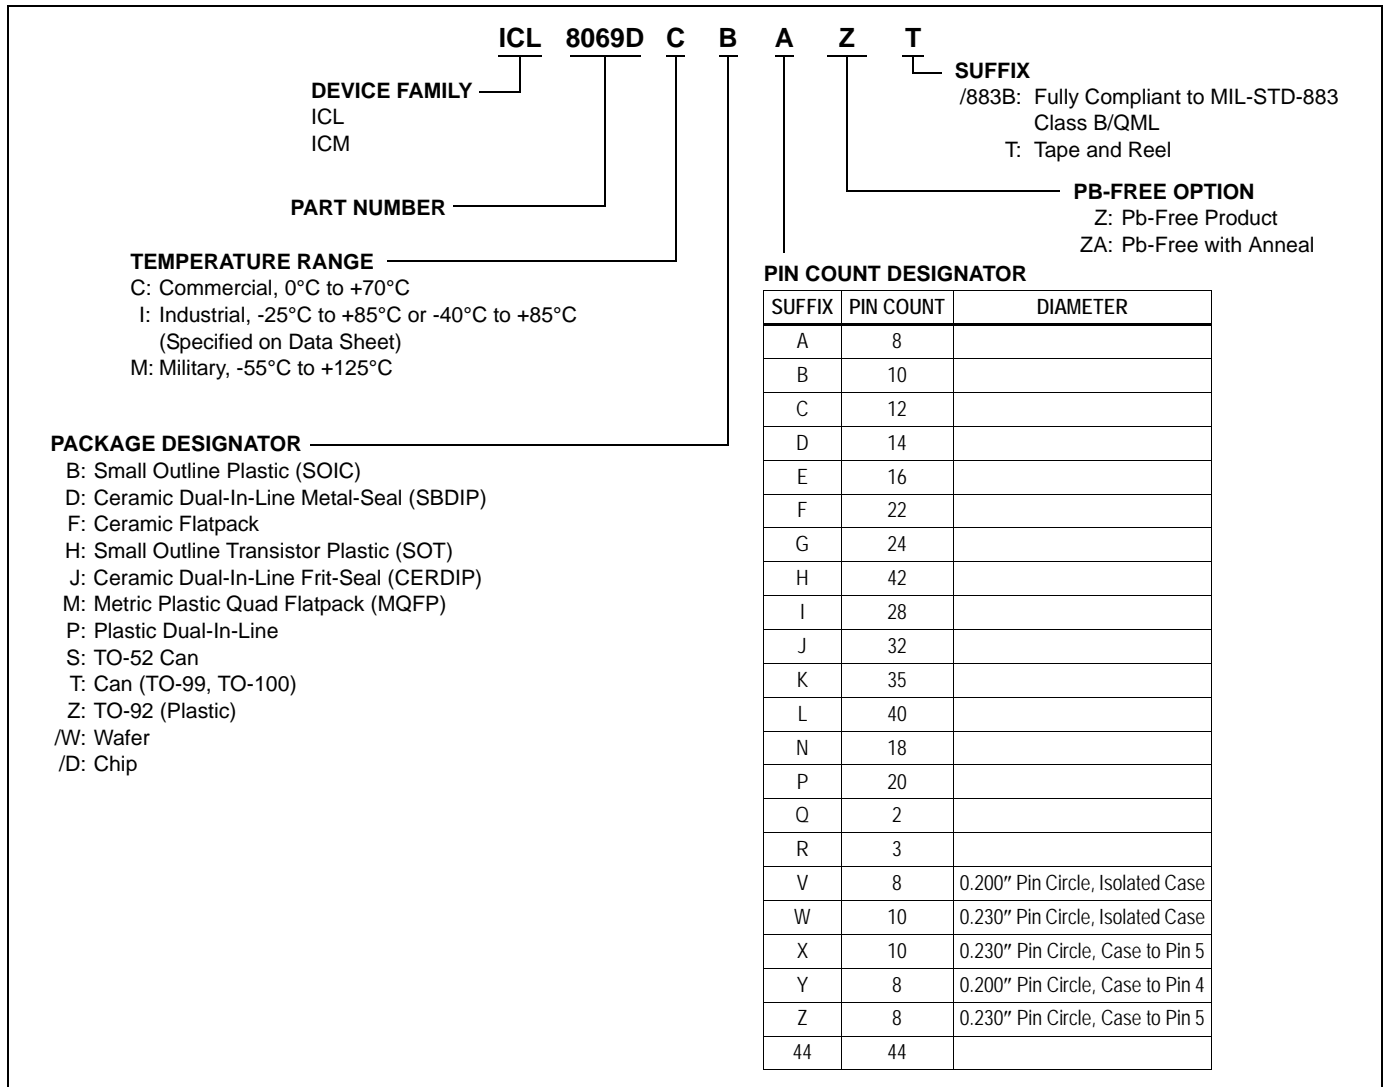 ICL 8069D C B A Z T
SUFFIX
/883B: Fully Compliant to MIL-STD-883
Class B/QML
T: Tape and Reel
DEVICE FAMILY
ICL
ICM
PB-FREE OPTION
Z: Pb-Free Product
ZA: Pb-Free with Anneal
PART NUMBER
TEMPERATURE RANGE
C: Commercial, 0°C to +70°C
I: Industrial, -25°C to +85°C or -40°C to +85°C
(Specified on Data Sheet)
M: Military, -55°C to +125°C
PACKAGE DESIGNATOR
B: Small Outline Plastic (SOIC)
D: Ceramic Dual-In-Line Metal-Seal (SBDIP)
F: Ceramic Flatpack
H: Small Outline Transistor Plastic (SOT)
J: Ceramic Dual-In-Line Frit-Seal (CERDIP)
M: Metric Plastic Quad Flatpack (MQFP)
P: Plastic Dual-In-Line
S: TO-52 Can
T: Can (TO-99, TO-100)
Z: TO-92 (Plastic)
/W: Wafer
/D: Chip
PIN COUNT DESIGNATOR
SUFFIX PIN COUNT DIAMETER
A 8
B 10
C 12
D 14
E 16
F 22
G 24
H 42
I 28
J 32
K 35
L 40
N 18
P 20
Q 2
R 3
V 8 0.200″ Pin Circle, Isolated Case
W 10 0.230″ Pin Circle, Isolated Case
X 10 0.230″ Pin Circle, Case to Pin 5
Y 8 0.200″ Pin Circle, Case to Pin 4
Z 8 0.230″ Pin Circle, Case to Pin 5
44 44